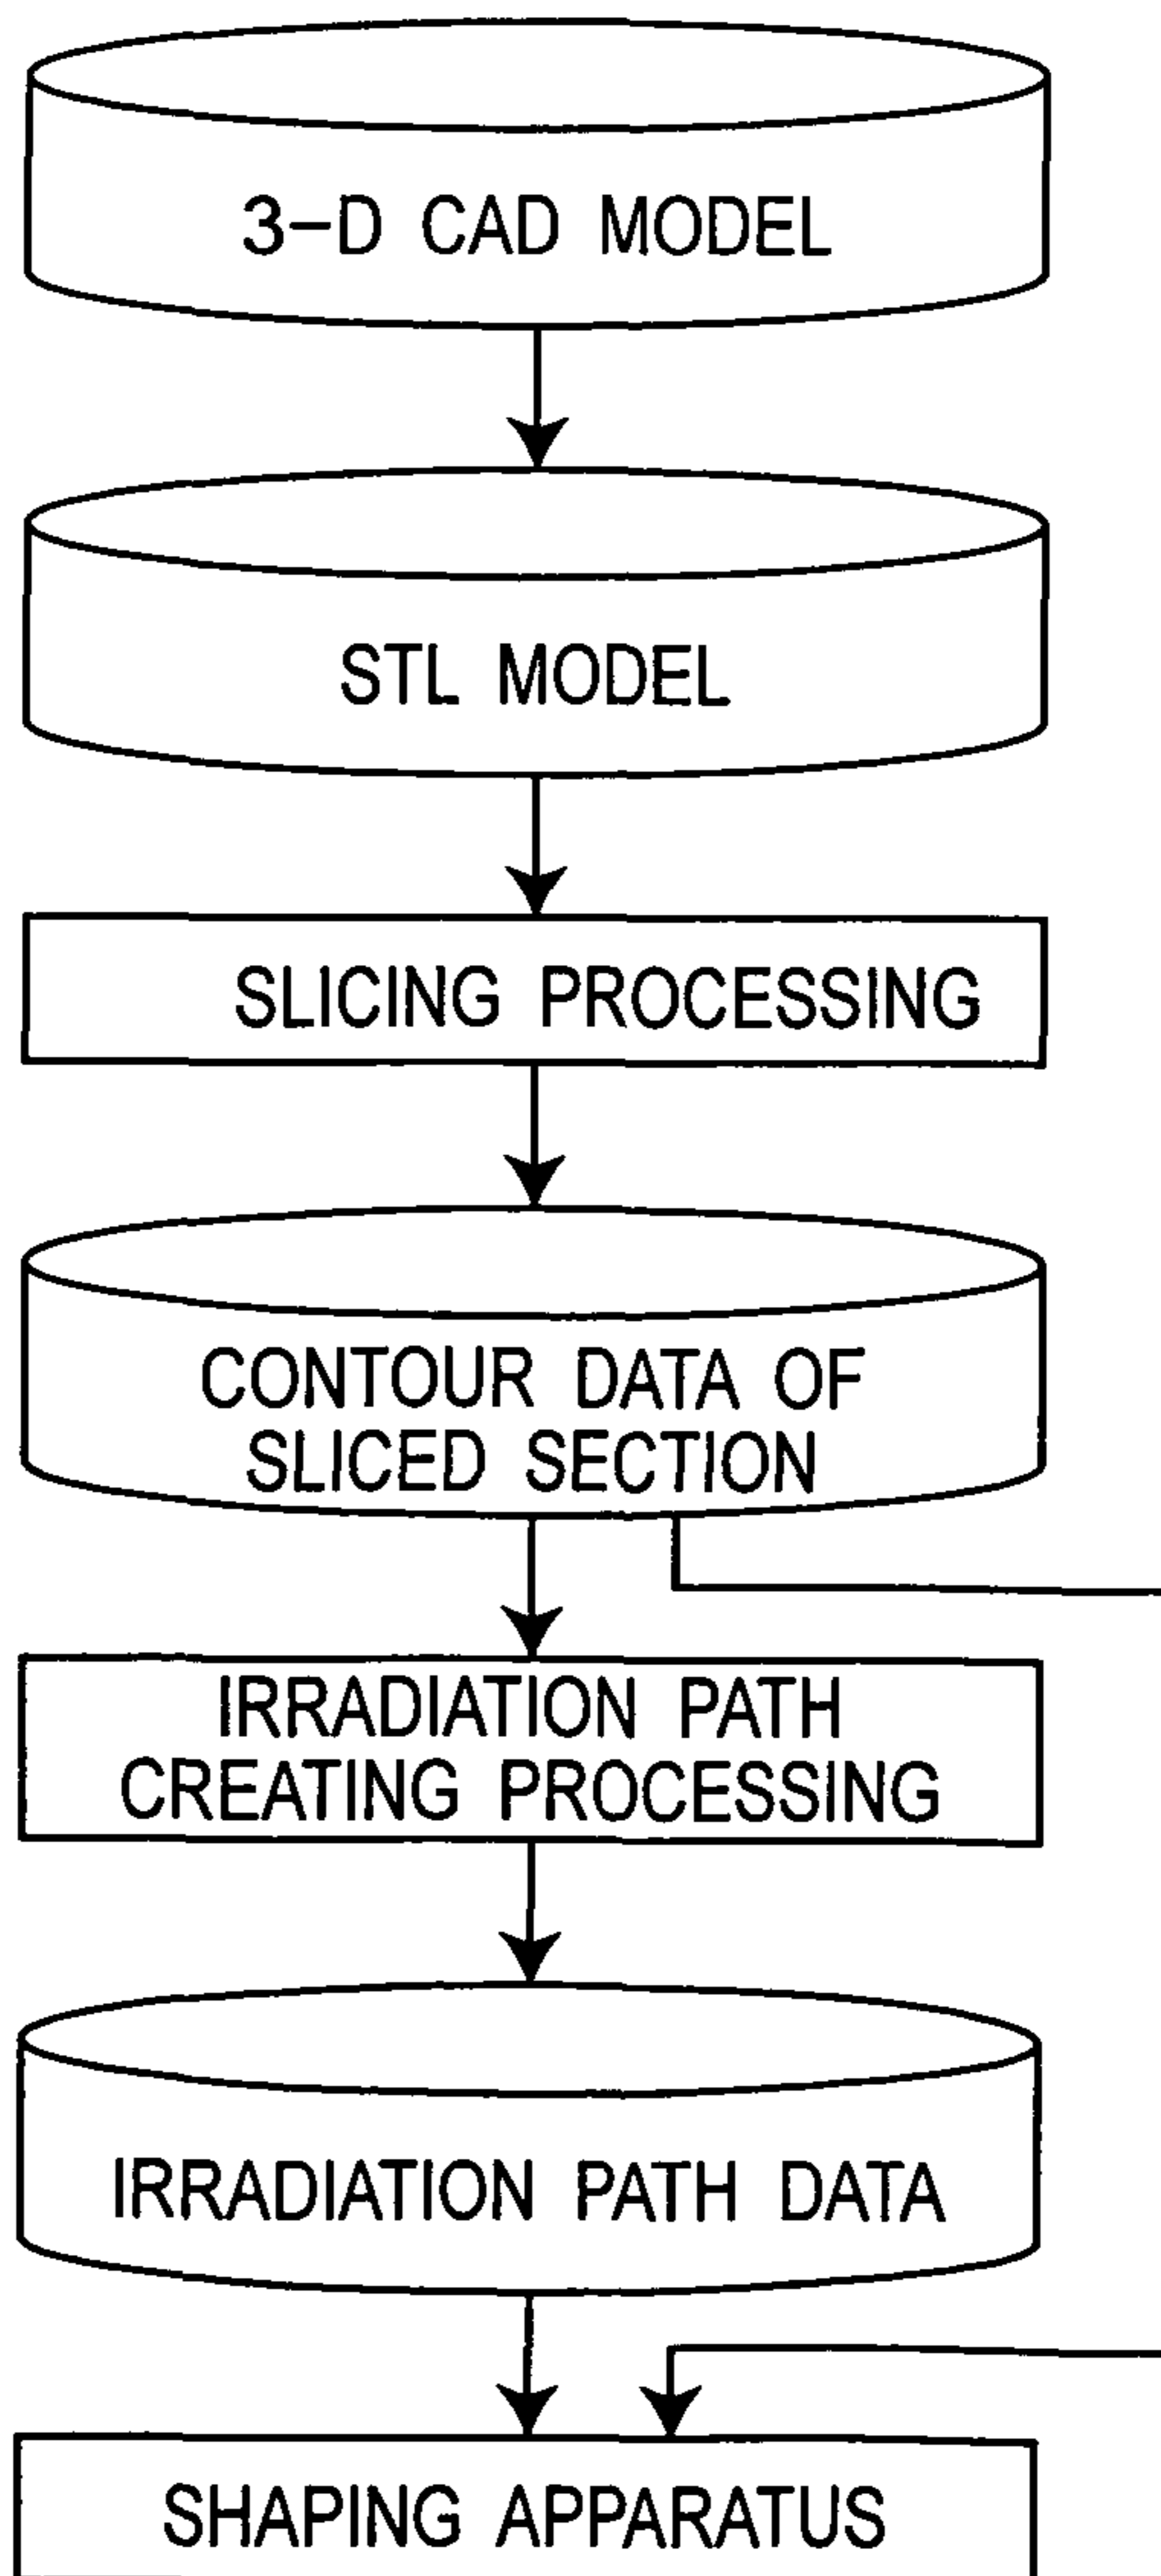 3-D CAD MODEL
STL MODEL
SLICING PROCESSING
CONTOUR DATA OF
SLICED SECTION
IRRADIATION PATH
CREATING PROCESSING
IRRADIATION PATH DATA
SHAPING APPARATUS